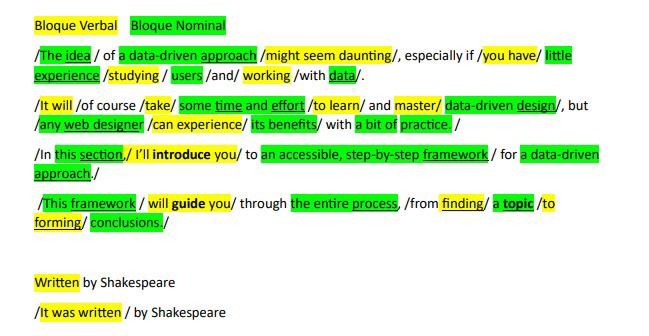 Bloque Verbal Bloque Nominal
/The idea / of a data-driven approach /might seem daunting/, especially if /you have/ little
experience /studying / users /and/ working /with data/.
/It will /of course /take/ some time and effort /to learn/ and master/ data-driven design/, but
/any web designer /can experience/ its benefits/ with a bit of practice. /
/In this section,/ I’ll introduce you/ to an accessible, step-by-step framework / for a data-driven
approach./
/This framework / will guide you/ through the entire process, /from finding/ a topic /to
forming/ conclusions./
Written by Shakespeare
/It was written / by Shakespeare